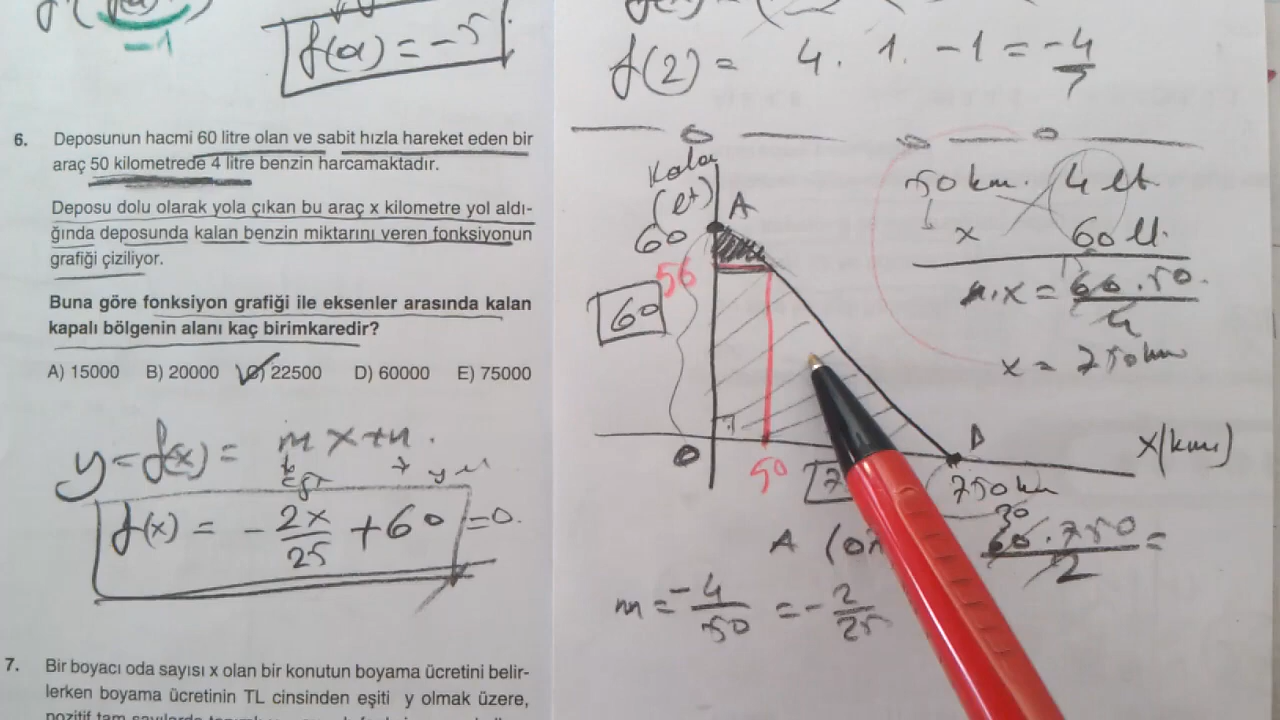 -1
f(a) = -5
6. Deposunun hacmi 60 litre olan ve sabit hızla hareket eden bir
araç 50 kilometrede 4 litre benzin harcamaktadır.
Deposu dolu olarak yola çıkan bu araç x kilometre yol aldı-
ğında deposunda kalan benzin miktarını veren fonksiyonun
grafiği çiziliyor.
Buna göre fonksiyon grafiği ile eksenler arasında kalan
kapalı bölgenin alanı kaç birimkaredir?
A) 15000 B) 20000 C) 22500 D) 60000 E) 75000
y = f(x) = m x + n.
f(x) = - 2x/25 + 60 = 0.
7. Bir boyacı oda sayısı x olan bir konutun boyama ücretini belir-
lerken boyama ücretinin TL cinsinden eşiti y olmak üzere,
f(2) = 4 . 1 . -1 = -4
Kalan
(lt)
A
60
56
60
0
50
B
750 km
X(km)
50 km. 4 lt.
x 60 lt.
4.x = 60.50/4
x = 750 km
60.750/2 =
30
m = -4/50 = - 2/25